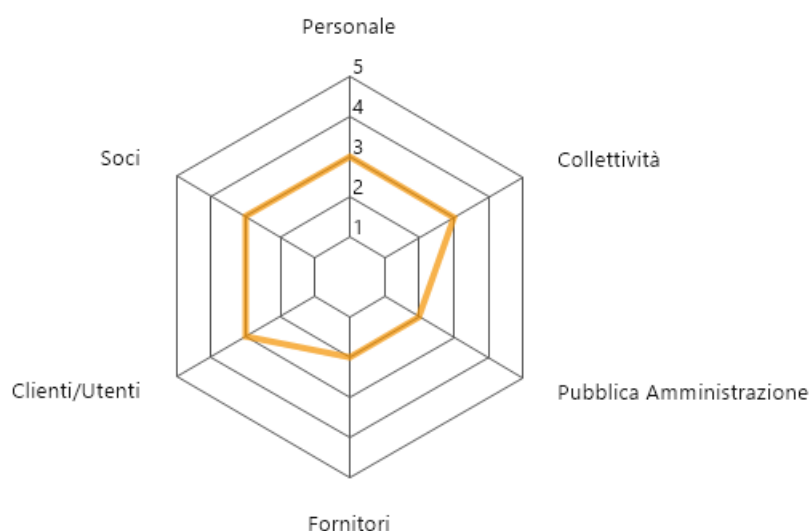 Personale
5
4
3
2
1
Soci
Collettività
Clienti/Utenti
Pubblica Amministrazione
Fornitori